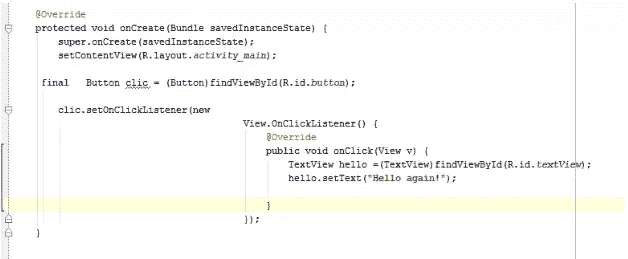 @Override
protected void onCreate(Bundle savedInstanceState) {
super.onCreate(savedInstanceState);
setContentView(R.layout.activity_main);
final Button clic = (Button)findViewById(R.id.button);
clic.setOnClickListener(new
View.OnClickListener() {
@Override
public void onClick(View v) {
TextView hello =(TextView)findViewById(R.id.textView);
hello.setText("Hello again!");
}
});
}